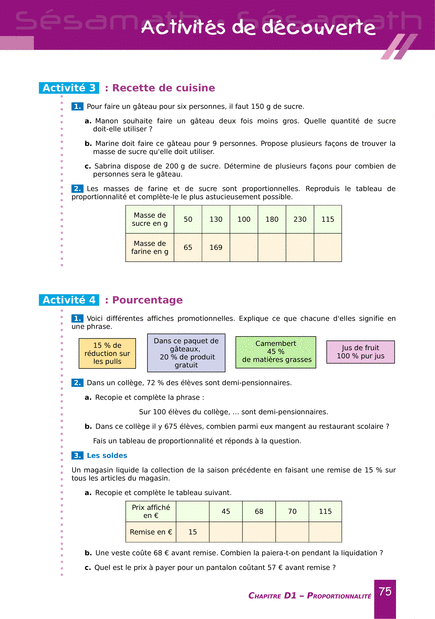 Sésamath Sésamath Sésamath
Activités de découverte
Activité 3 : Recette de cuisine
1. Pour faire un gâteau pour six personnes, il faut 150 g de sucre.
a. Manon souhaite faire un gâteau deux fois moins gros. Quelle quantité de sucre
doit-elle utiliser ?
b. Marine doit faire ce gâteau pour 9 personnes. Propose plusieurs façons de trouver la
masse de sucre qu'elle doit utiliser.
c. Sabrina dispose de 200 g de sucre. Détermine de plusieurs façons pour combien de
personnes sera le gâteau.
2. Les masses de farine et de sucre sont proportionnelles. Reproduis le tableau de
proportionnalité et complète-le le plus astucieusement possible.
Masse de
sucre en g 50 130 100 180 230 115
Masse de
farine en g 65 169
Activité 4 : Pourcentage
1. Voici différentes affiches promotionnelles. Explique ce que chacune d'elles signifie en
une phrase.
15 % de
réduction sur
les pulls
Dans ce paquet de
gâteaux,
20 % de produit
gratuit
Camembert
45 %
de matières grasses
Jus de fruit
100 % pur jus
2. Dans un collège, 72 % des élèves sont demi-pensionnaires.
a. Recopie et complète la phrase :
Sur 100 élèves du collège, ... sont demi-pensionnaires.
b. Dans ce collège il y 675 élèves, combien parmi eux mangent au restaurant scolaire ?
Fais un tableau de proportionnalité et réponds à la question.
3. Les soldes
Un magasin liquide la collection de la saison précédente en faisant une remise de 15 % sur
tous les articles du magasin.
a. Recopie et complète le tableau suivant.
Prix affiché
en € 45 68 70 115
Remise en € 15
b. Une veste coûte 68 € avant remise. Combien la paiera-t-on pendant la liquidation ?
c. Quel est le prix à payer pour un pantalon coûtant 57 € avant remise ?
Chapitre D1 – Proportionnalité 75